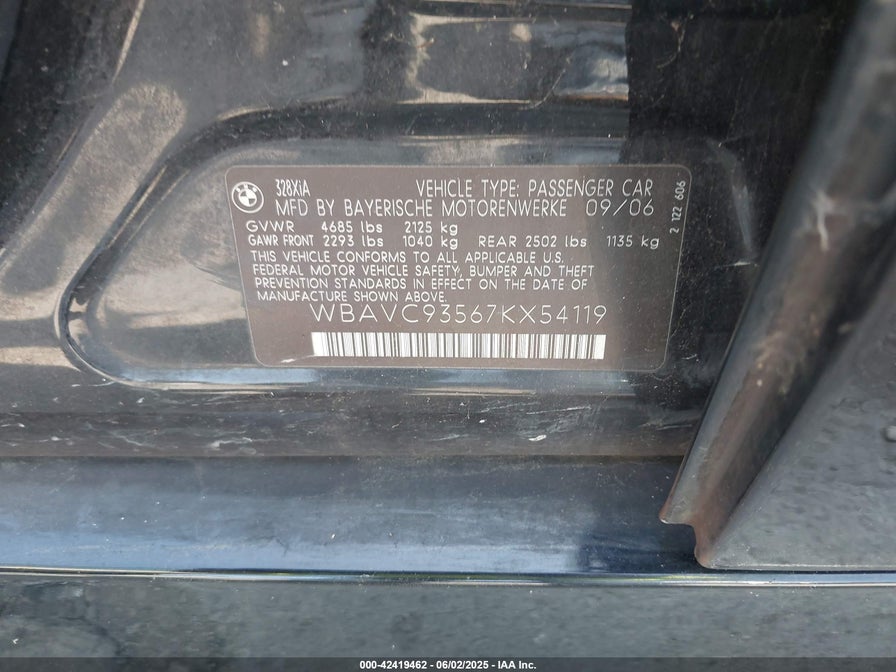 BMW
328XiA VEHICLE TYPE: PASSENGER CAR
MFD BY BAYERISCHE MOTORENWERKE 09/06
GVWR 4685 lbs 2125 kg
GAWR FRONT 2293 lbs 1040 kg REAR 2502 lbs 1135 kg
THIS VEHICLE CONFORMS TO ALL APPLICABLE U.S.
FEDERAL MOTOR VEHICLE SAFETY, BUMPER AND THEFT
PREVENTION STANDARDS IN EFFECT ON THE DATE OF
MANUFACTURE SHOWN ABOVE.
WBAVC93567KX54119
2 122 606
000-42419462 - 06/02/2025 - IAA Inc.